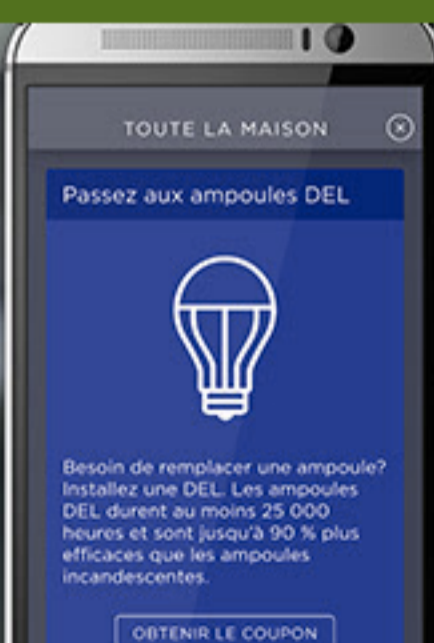 TOUTE LA MAISON
Passez aux ampoules DEL
Besoin de remplacer une ampoule?
Installez une DEL. Les ampoules
DEL durent au moins 25 000
heures et sont jusqu'à 90 % plus
efficaces que les ampoules
incandescentes.
OBTENIR LE COUPON